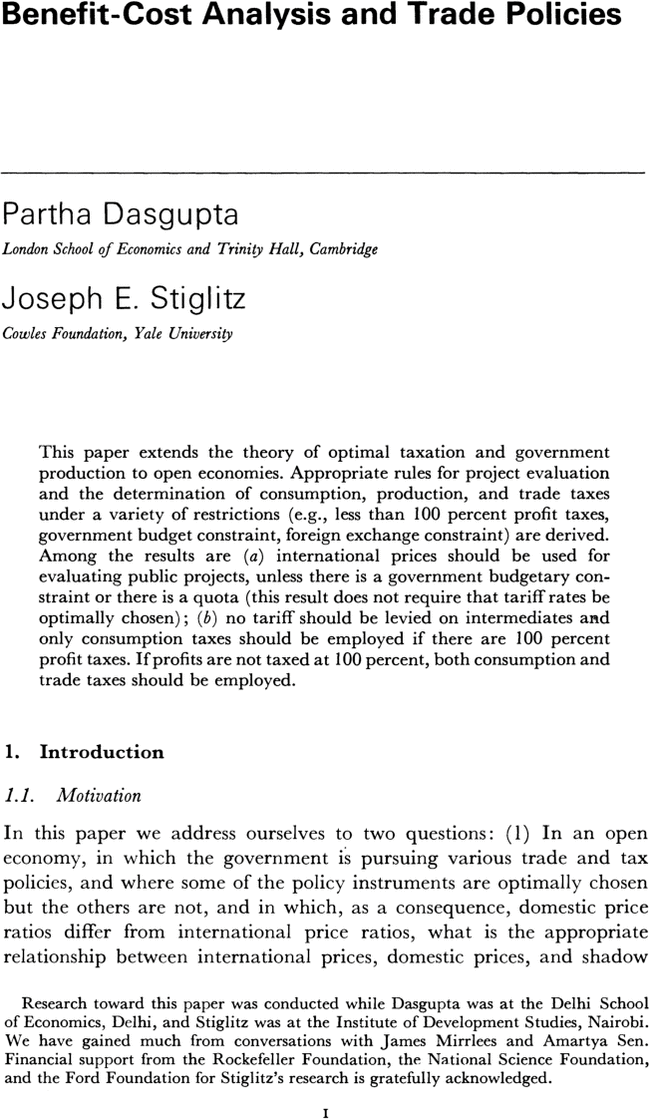 Benefit-Cost Analysis and Trade Policies
Partha Dasgupta
London School of Economics and Trinity Hall, Cambridge
Joseph E. Stiglitz
Cowles Foundation, Yale University
This paper extends the theory of optimal taxation and government
production to open economies. Appropriate rules for project evaluation
and the determination of consumption, production, and trade taxes
under a variety of restrictions (e.g., less than 100 percent profit taxes,
government budget constraint, foreign exchange constraint) are derived.
Among the results are (a) international prices should be used for
evaluating public projects, unless there is a government budgetary con-
straint or there is a quota (this result does not require that tariff rates be
optimally chosen); (b) no tariff should be levied on intermediates and
only consumption taxes should be employed if there are 100 percent
profit taxes. If profits are not taxed at 100 percent, both consumption and
trade taxes should be employed.
1. Introduction
1.1. Motivation
In this paper we address ourselves to two questions: (1) In an open
economy, in which the government is pursuing various trade and tax
policies, and where some of the policy instruments are optimally chosen
but the others are not, and in which, as a consequence, domestic price
ratios differ from international price ratios, what is the appropriate
relationship between international prices, domestic prices, and shadow
Research toward this paper was conducted while Dasgupta was at the Delhi School
of Economics, Delhi, and Stiglitz was at the Institute of Development Studies, Nairobi.
We have gained much from conversations with James Mirrlees and Amartya Sen.
Financial support from the Rockefeller Foundation, the National Science Foundation,
and the Ford Foundation for Stiglitz's research is gratefully acknowledged.
1